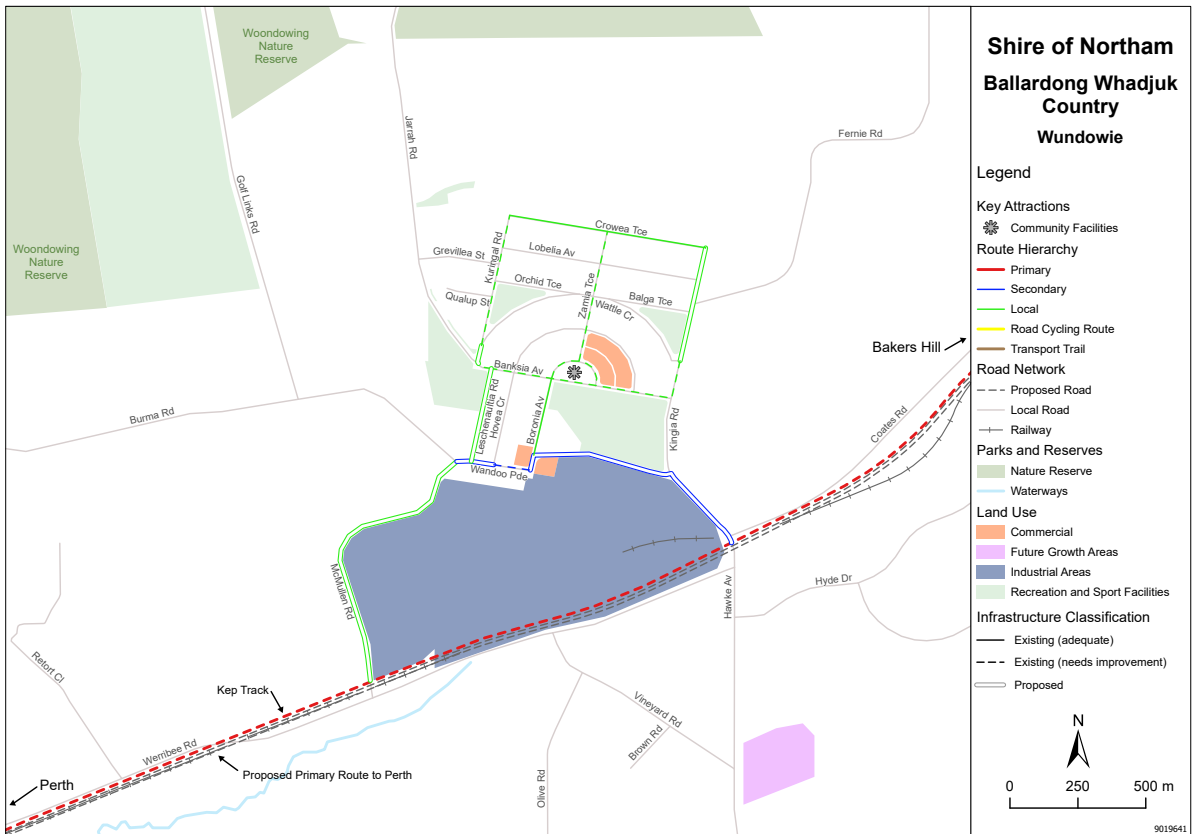 Woondowing
Nature
Reserve
Woondowing
Nature
Reserve
Golf Links Rd
Jarrah Rd
Fernie Rd
Crowea Tce
Kuringal Rd
Lobelia Av
Grevillea St
Orchid Tce
Zamia Tce
Balga Tce
Qualup St
Wattle Cr
Banksia Av
Bakers Hill
Leschenaultia Rd
Hovea Cr
Boronia Av
Kingia Rd
Coates Rd
Burma Rd
Wandoo Pde
McMullen Rd
Hawke Av
Hyde Dr
Retort Cl
Kep Track
Vineyard Rd
Brown Rd
Werribee Rd
Proposed Primary Route to Perth
Olive Rd
Perth
Shire of Northam
Ballardong Whadjuk
Country
Wundowie
Legend
Key Attractions
Community Facilities
Route Hierarchy
Primary
Secondary
Local
Road Cycling Route
Transport Trail
Road Network
Proposed Road
Local Road
Railway
Parks and Reserves
Nature Reserve
Waterways
Land Use
Commercial
Future Growth Areas
Industrial Areas
Recreation and Sport Facilities
Infrastructure Classification
Existing (adequate)
Existing (needs improvement)
Proposed
N
0 250 500 m
9019641